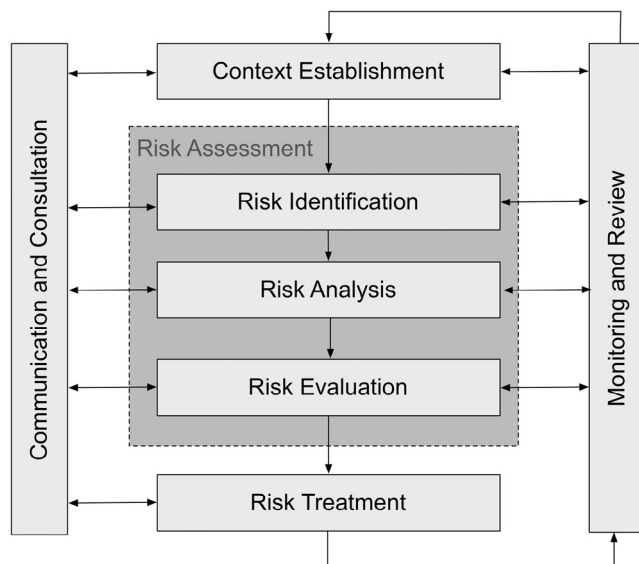 Context Establishment
Risk Assessment
Risk Identification
Risk Analysis
Risk Evaluation
Risk Treatment
Communication and Consultation
Monitoring and Review